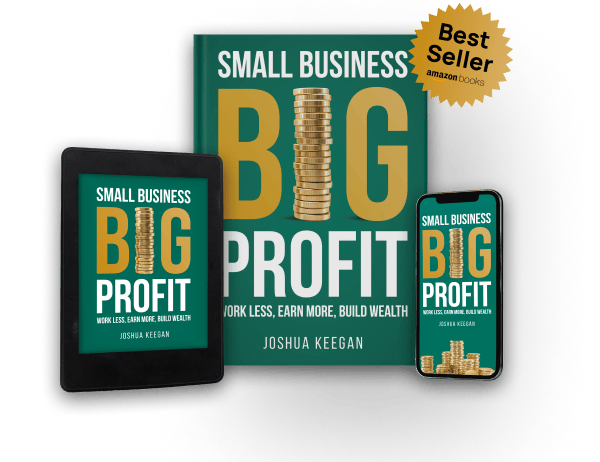 Best
Seller
amazon books
SMALL BUSINESS
BIG
PROFIT
WORK LESS, EARN MORE, BUILD WEALTH
JOSHUA KEEGAN
SMALL BUSINESS
BIG
PROFIT
WORK LESS, EARN MORE, BUILD WEALTH
JOSHUA KEEGAN
SMALL BUSINESS
BIG
PROFIT
WORK LESS, EARN MORE, BUILD WEALTH
JOSHUA KEEGAN